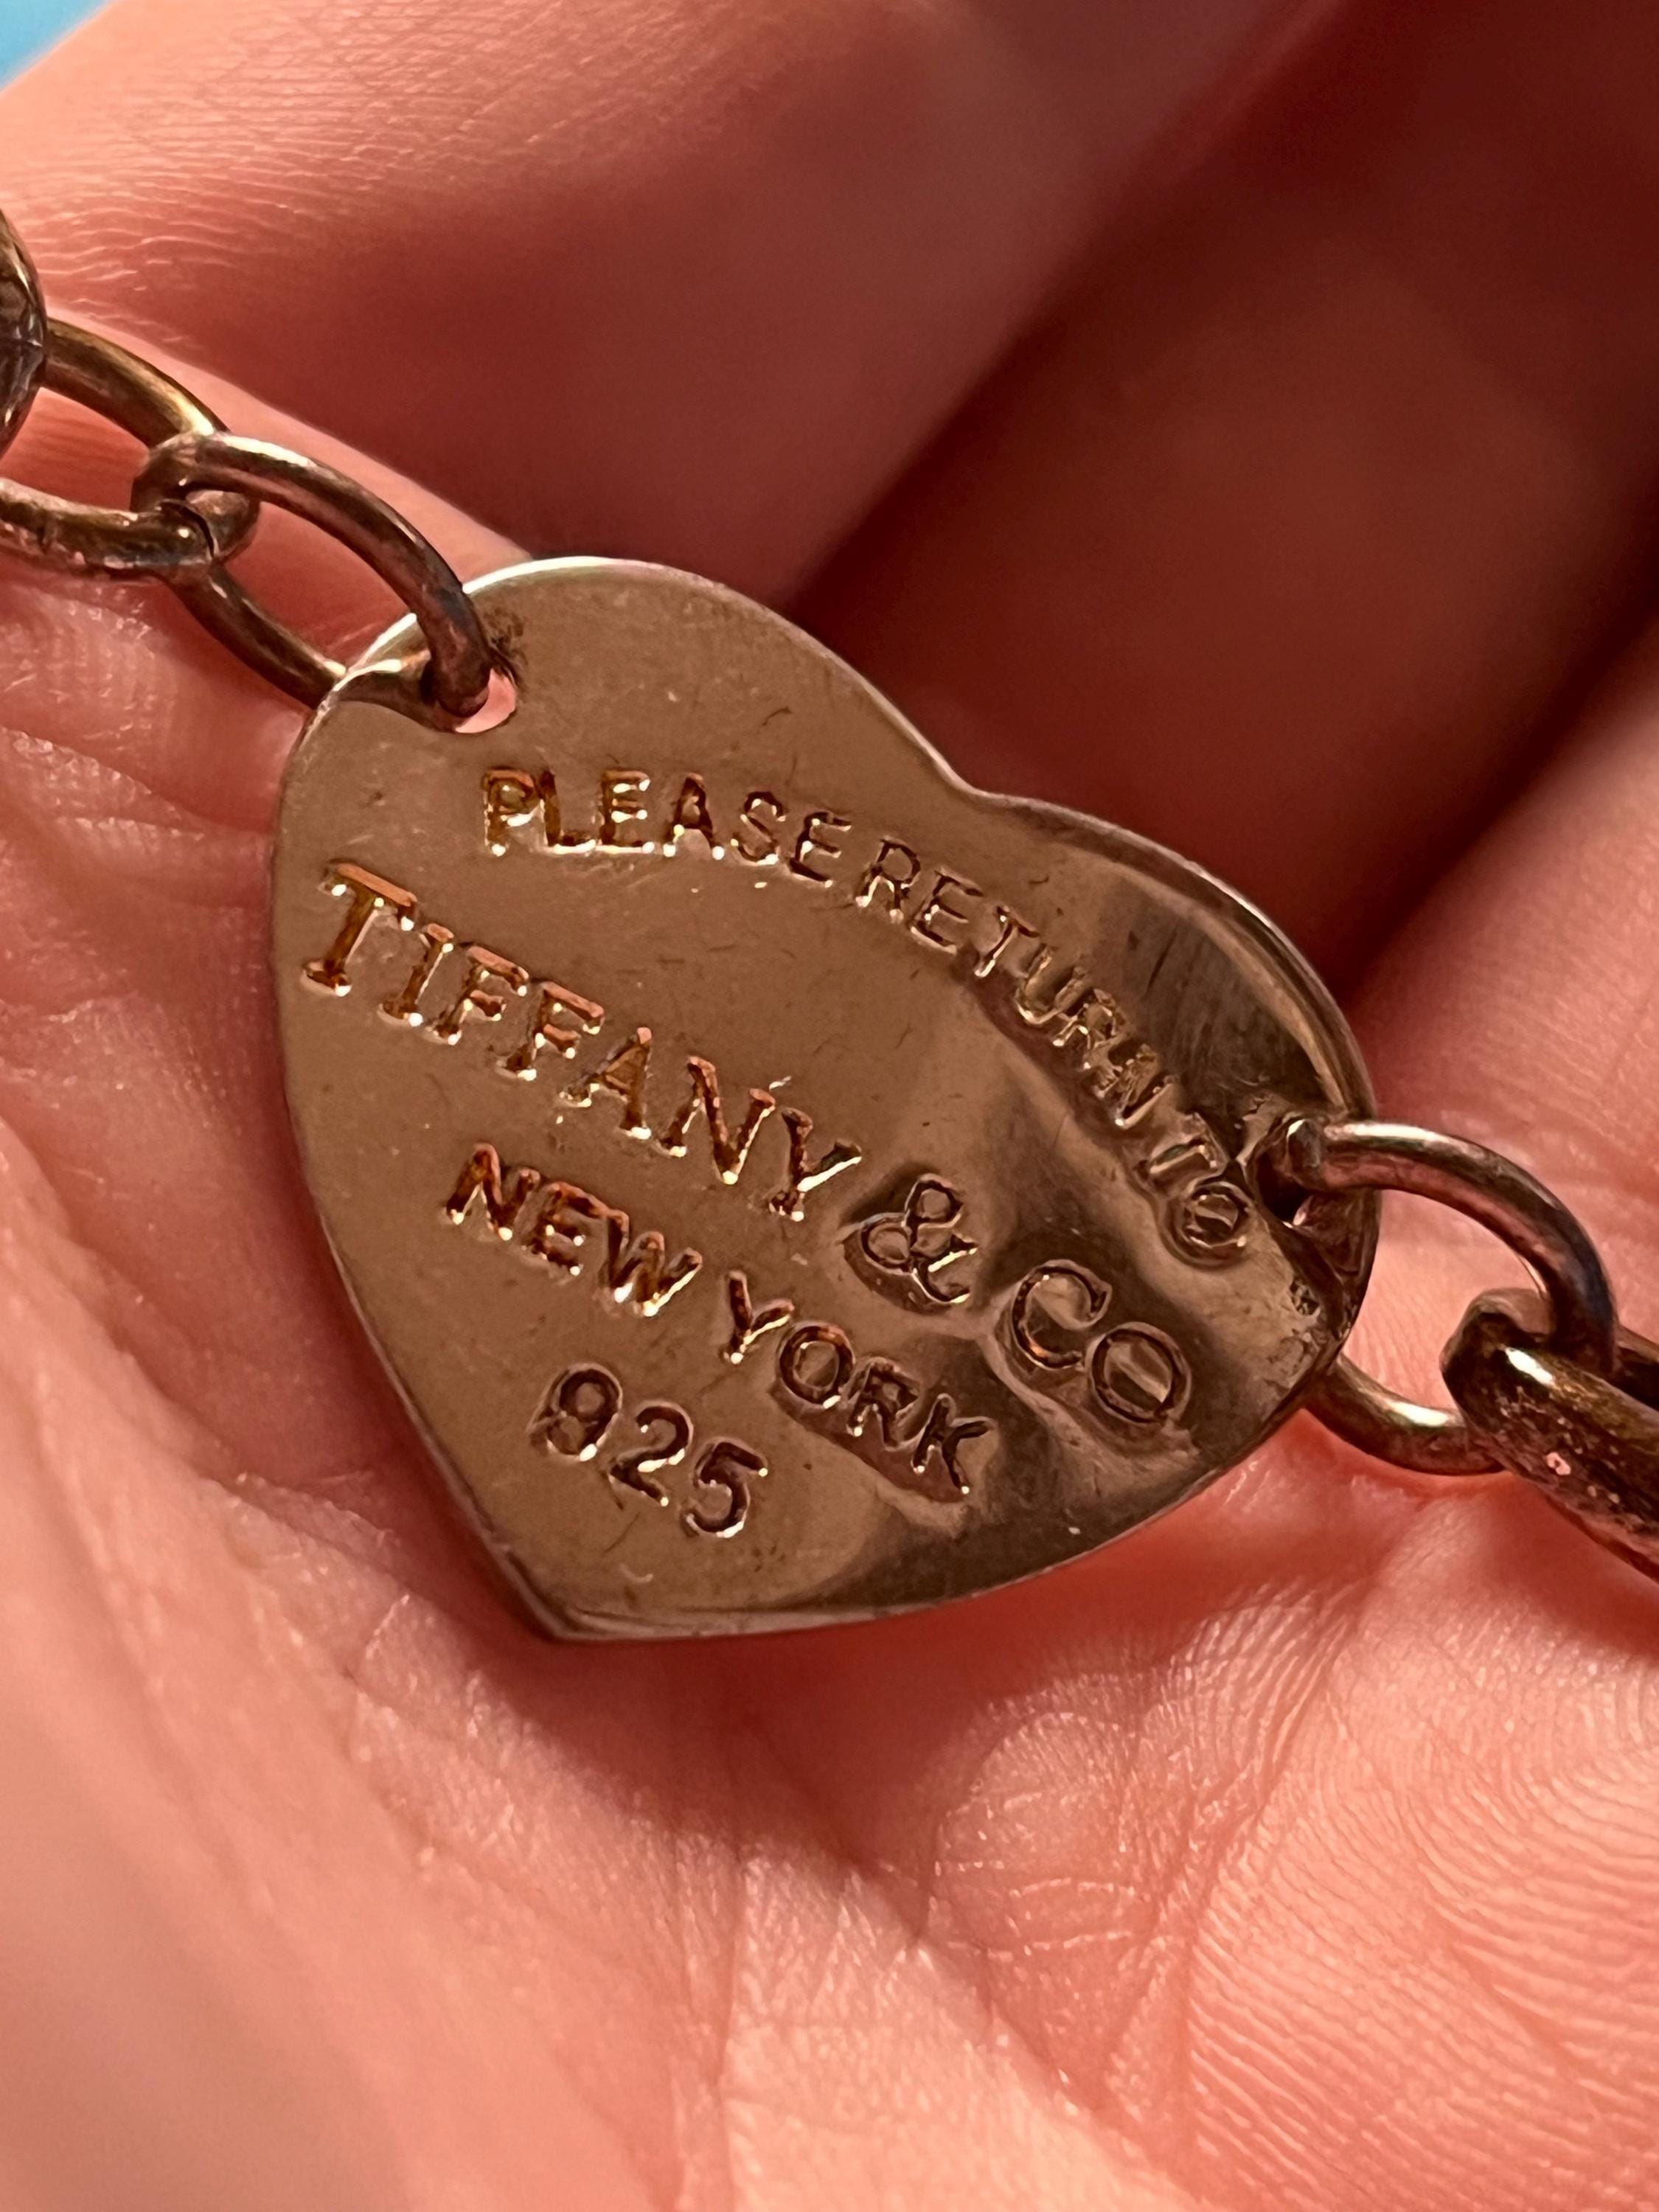 PLEASE RETURN TO
TIFFANY & CO
NEW YORK
925